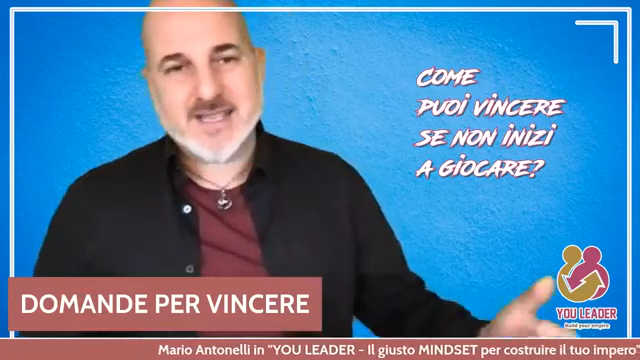 COME
PUOI VINCERE
SE NON INIZI
A GIOCARE?
DOMANDE PER VINCERE
YOU LEADER
Build your empire
Mario Antonelli in "YOU LEADER - Il giusto MINDSET per costruire il tuo impero"